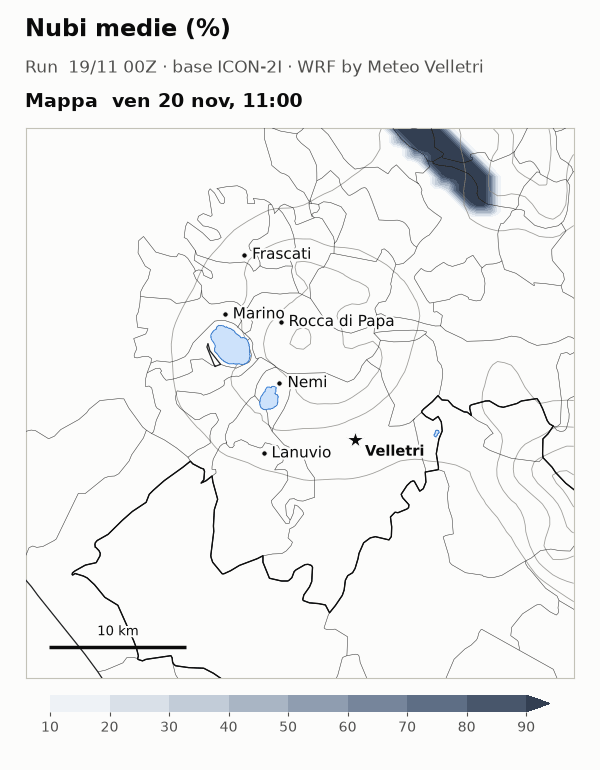 Nubi medie (%)
Run  19/11 00Z · base ICON-2I · WRF by Meteo Velletri
Mappa  ven 20 nov, 11:00
Frascati
Marino
Rocca di Papa
Nemi
Velletri
Lanuvio
10 km
10 20 30 40 50 60 70 80 90